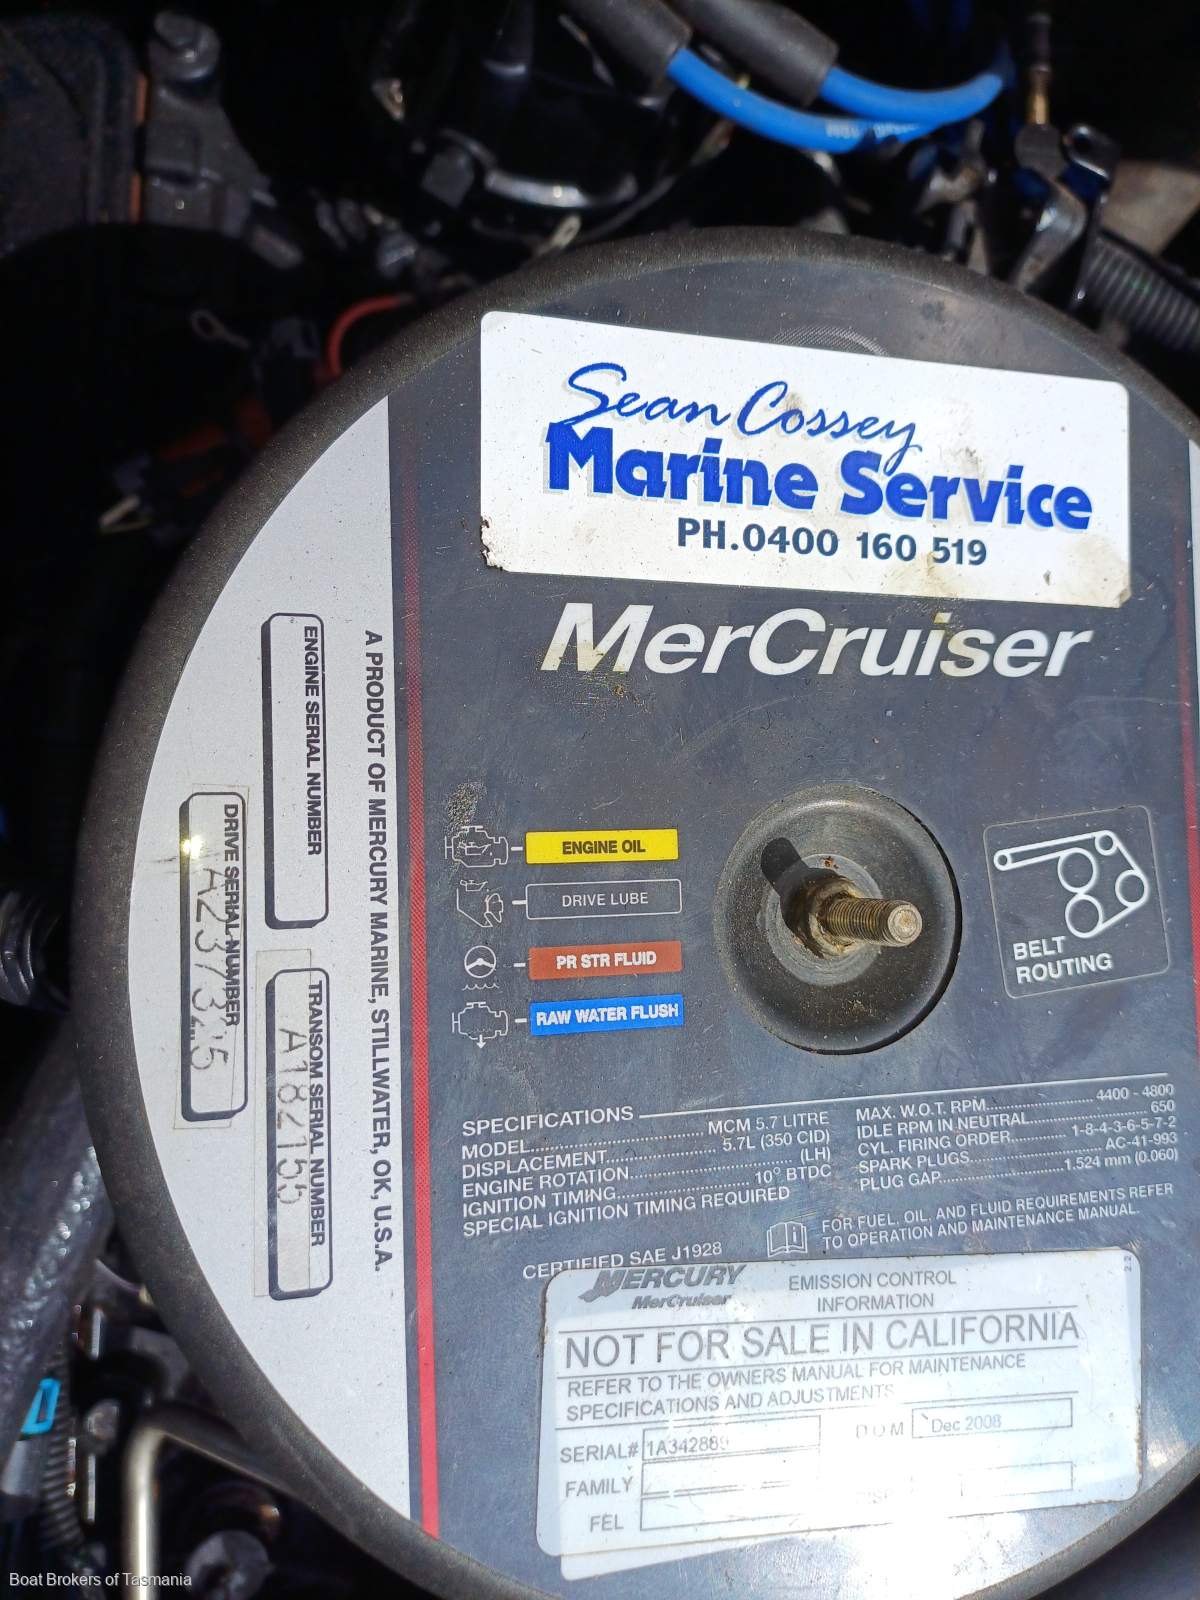 Sean Cossey
Marine Service
PH.0400 160 519
MerCruiser
ENGINE SERIAL NUMBER
A PRODUCT OF MERCURY MARINE, STILLWATER, OK, U.S.A.
DRIVE SERIAL NUMBER
TRANSOM SERIAL NUMBER
A182155
ENGINE OIL
DRIVE LUBE
PR STR FLUID
RAW WATER FLUSH
BELT
ROUTING
SPECIFICATIONS
MODEL............................MCM 5.7 LITRE
DISPLACEMENT.................5.7L (350 CID)
ENGINE ROTATION............................(LH)
IGNITION TIMING.....................10° BTDC
SPECIAL IGNITION TIMING REQUIRED
MAX. W.O.T. RPM.....................4400 - 4800
IDLE RPM IN NEUTRAL.....................650
CYL. FIRING ORDER..........1-8-4-3-6-5-7-2
SPARK PLUGS.....................AC-41-993
PLUG GAP.....................1.524 mm (0.060)
FOR FUEL, OIL, AND FLUID REQUIREMENTS REFER
TO OPERATION AND MAINTENANCE MANUAL.
CERTIFIED SAE J1928
MERCURY
MerCruiser
EMISSION CONTROL
INFORMATION
NOT FOR SALE IN CALIFORNIA
REFER TO THE OWNERS MANUAL FOR MAINTENANCE
SPECIFICATIONS AND ADJUSTMENTS
SERIAL#
D O M Dec 2008
FAMILY
FEL
Boat Brokers of Tasmania